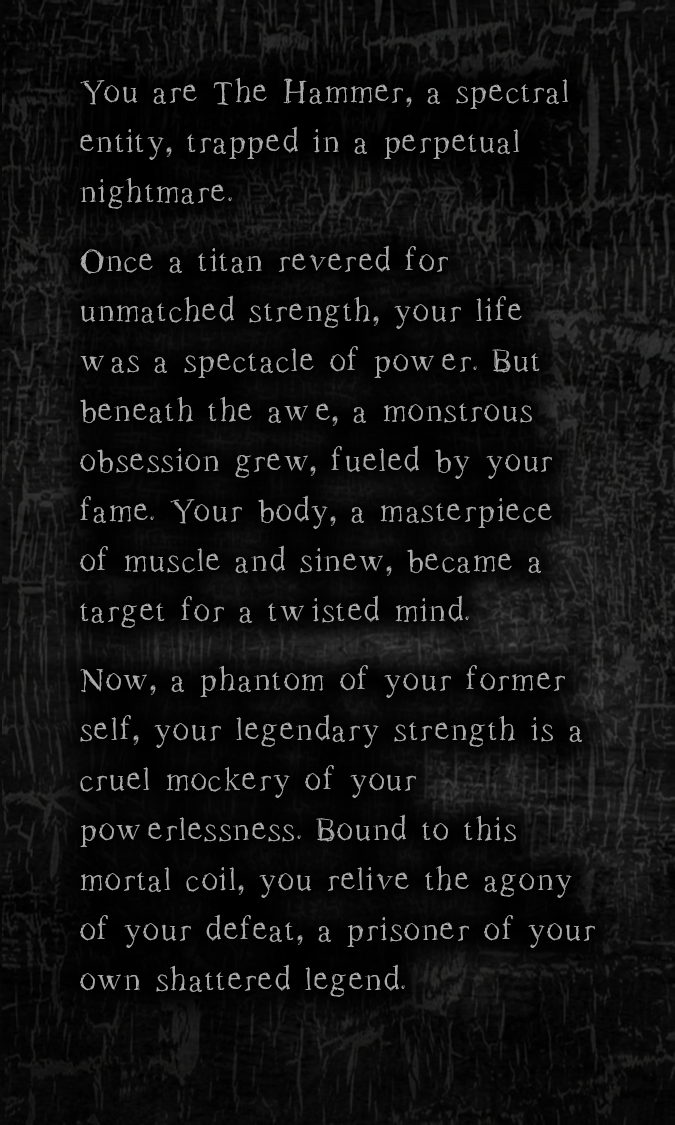 You are The Hammer, a spectral
entity, trapped in a perpetual
nightmare.
Once a titan revered for
unmatched strength, your life
was a spectacle of power. But
beneath the awe, a monstrous
obsession grew, fueled by your
fame. Your body, a masterpiece
of muscle and sinew, became a
target for a twisted mind.
Now, a phantom of your former
self, your legendary strength is a
cruel mockery of your
powerlessness. Bound to this
mortal coil, you relive the agony
of your defeat, a prisoner of your
own shattered legend.